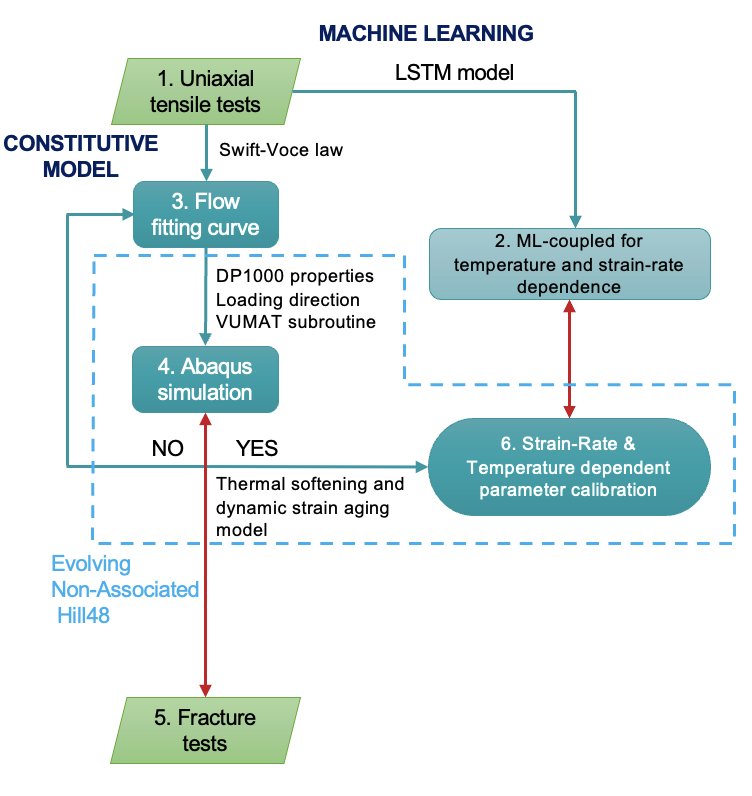 MACHINE LEARNING
1. Uniaxial
tensile tests
LSTM model
CONSTITUTIVE
MODEL
Swift-Voce law
3. Flow
fitting curve
2. ML-coupled for
temperature and strain-rate
dependence
DP1000 properties
Loading direction
VUMAT subroutine
4. Abaqus
simulation
NO
YES
6. Strain-Rate &
Temperature dependent
parameter calibration
Thermal softening and
dynamic strain aging
model
Evolving
Non-Associated
Hill48
5. Fracture
tests